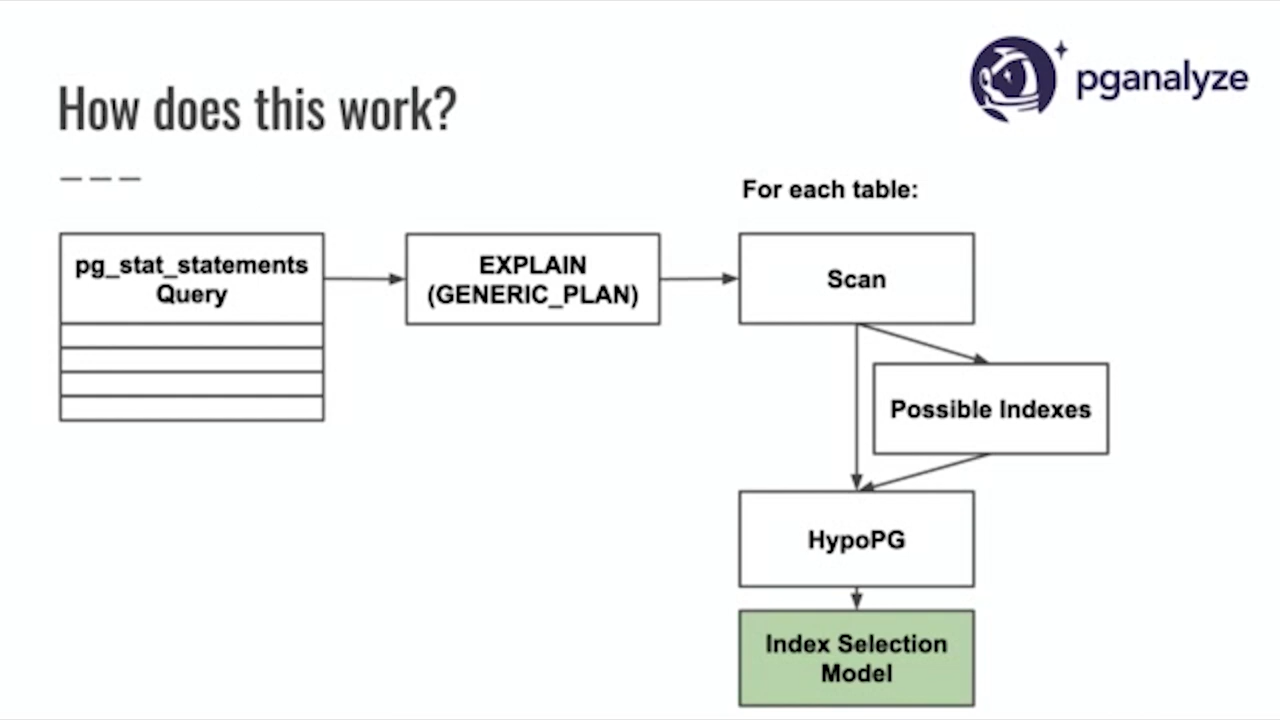 pganalyze
How does this work?
For each table:
pg_stat_statements
Query
EXPLAIN
(GENERIC_PLAN)
Scan
Possible Indexes
HypoPG
Index Selection
Model